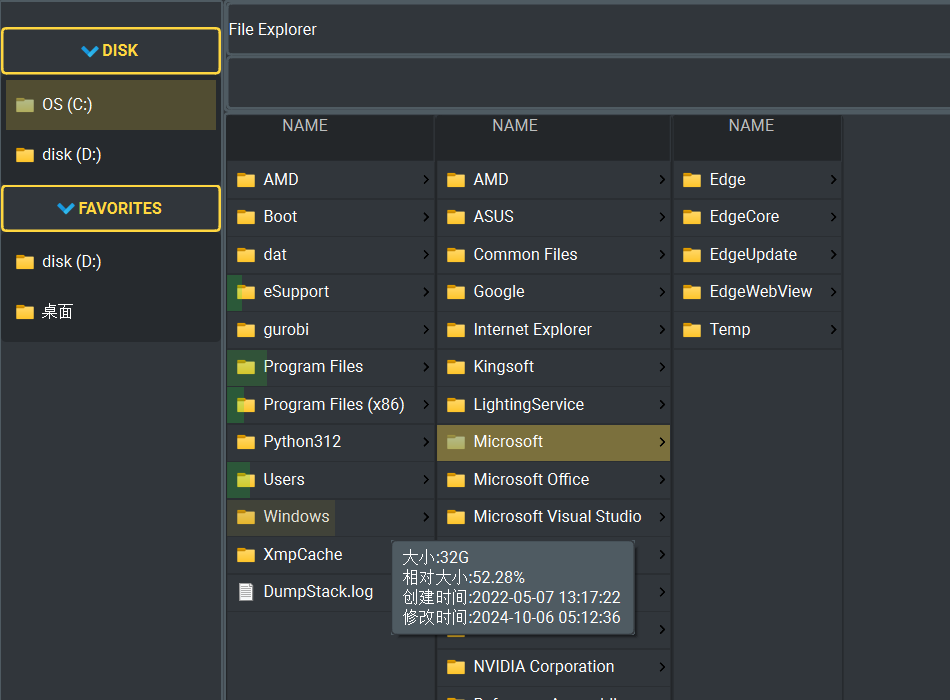 DISK
OS (C:)
disk (D:)
FAVORITES
disk (D:)
桌面
File Explorer
NAME
AMD
Boot
dat
eSupport
gurobi
Program Files
Program Files (x86)
Python312
Users
Windows
XmpCache
DumpStack.log
NAME
AMD
ASUS
Common Files
Google
Internet Explorer
Kingsoft
LightingService
Microsoft
Microsoft Office
Microsoft Visual Studio
NVIDIA Corporation
NAME
Edge
EdgeCore
EdgeUpdate
EdgeWebView
Temp
大小:32G
相对大小:52.28%
创建时间:2022-05-07 13:17:22
修改时间:2024-10-06 05:12:36